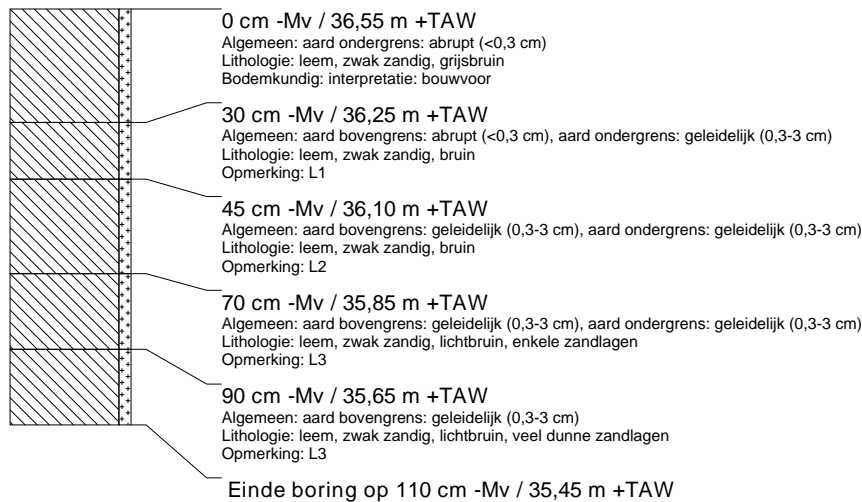 0 cm -Mv / 36,55 m +TAW
Algemeen: aard ondergrens: abrupt (<0,3 cm)
Lithologie: leem, zwak zandig, grijsbruin
Bodemkundig: interpretatie: bouwvoor
30 cm -Mv / 36,25 m +TAW
Algemeen: aard bovengrens: abrupt (<0,3 cm), aard ondergrens: geleidelijk (0,3-3 cm)
Lithologie: leem, zwak zandig, bruin
Opmerking: L1
45 cm -Mv / 36,10 m +TAW
Algemeen: aard bovengrens: geleidelijk (0,3-3 cm), aard ondergrens: geleidelijk (0,3-3 cm)
Lithologie: leem, zwak zandig, bruin
Opmerking: L2
70 cm -Mv / 35,85 m +TAW
Algemeen: aard bovengrens: geleidelijk (0,3-3 cm), aard ondergrens: geleidelijk (0,3-3 cm)
Lithologie: leem, zwak zandig, lichtbruin, enkele zandlagen
Opmerking: L3
90 cm -Mv / 35,65 m +TAW
Algemeen: aard bovengrens: geleidelijk (0,3-3 cm)
Lithologie: leem, zwak zandig, lichtbruin, veel dunne zandlagen
Opmerking: L3
Einde boring op 110 cm -Mv / 35,45 m +TAW